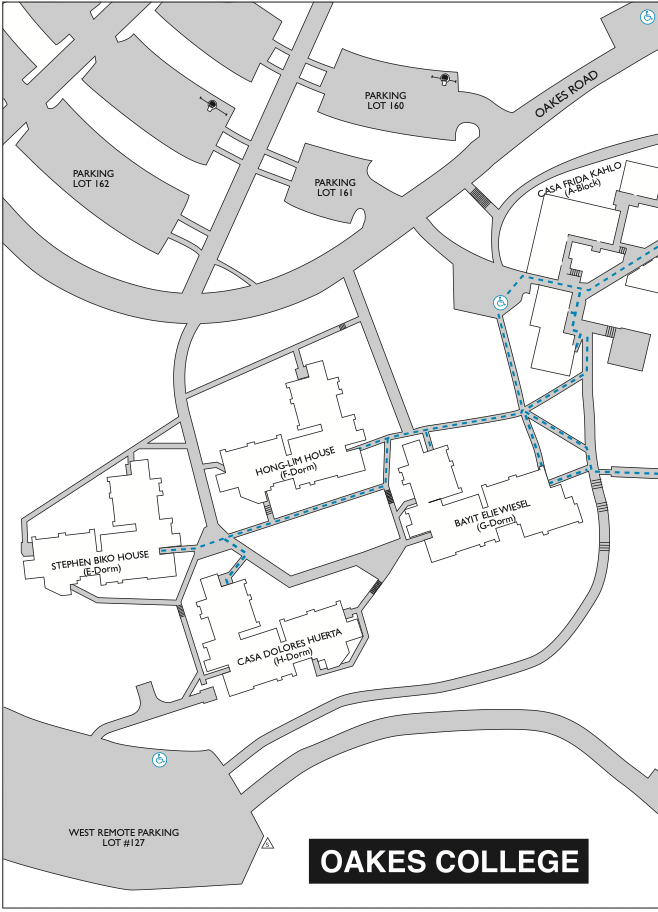 PARKING
LOT 160
OAKES ROAD
PARKING
LOT 162
PARKING
LOT 161
CASA FRIDA KAHLO
(A-Block)
HONG-LIM HOUSE
(F-Dorm)
BAYIT ELIE WIESEL
(G-Dorm)
STEPHEN BIKO HOUSE
(E-Dorm)
CASA DOLORES HUERTA
(H-Dorm)
WEST REMOTE PARKING
LOT #127
OAKES COLLEGE